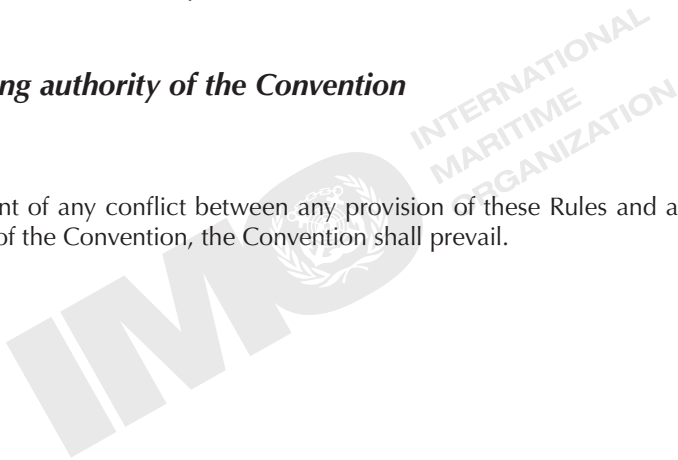 ng authority of the Convention
INTERNATIONAL
MARITIME
ORGANIZATION
nt of any conflict between any provision of these Rules and a
of the Convention, the Convention shall prevail.
IMO